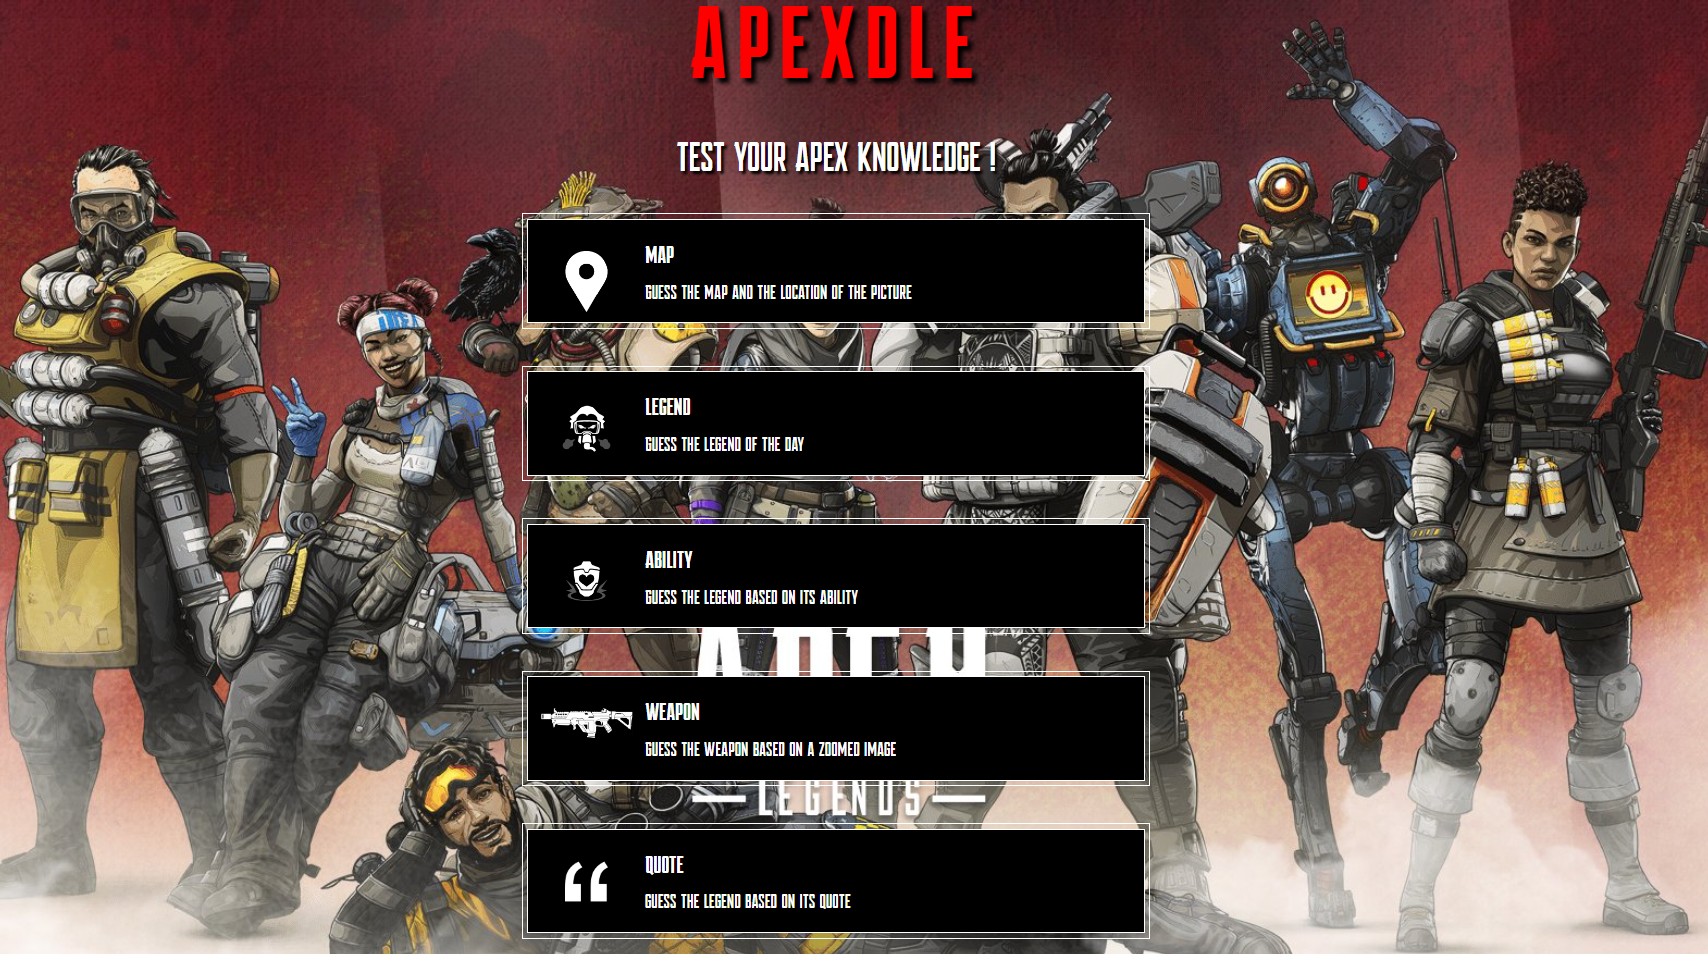 APEXDLE
TEST YOUR APEX KNOWLEDGE !
MAP
GUESS THE MAP AND THE LOCATION OF THE PICTURE
LEGEND
GUESS THE LEGEND OF THE DAY
ABILITY
GUESS THE LEGEND BASED ON ITS ABILITY
APEX
WEAPON
GUESS THE WEAPON BASED ON A ZOOMED IMAGE
LEGENDS
QUOTE
GUESS THE LEGEND BASED ON ITS QUOTE